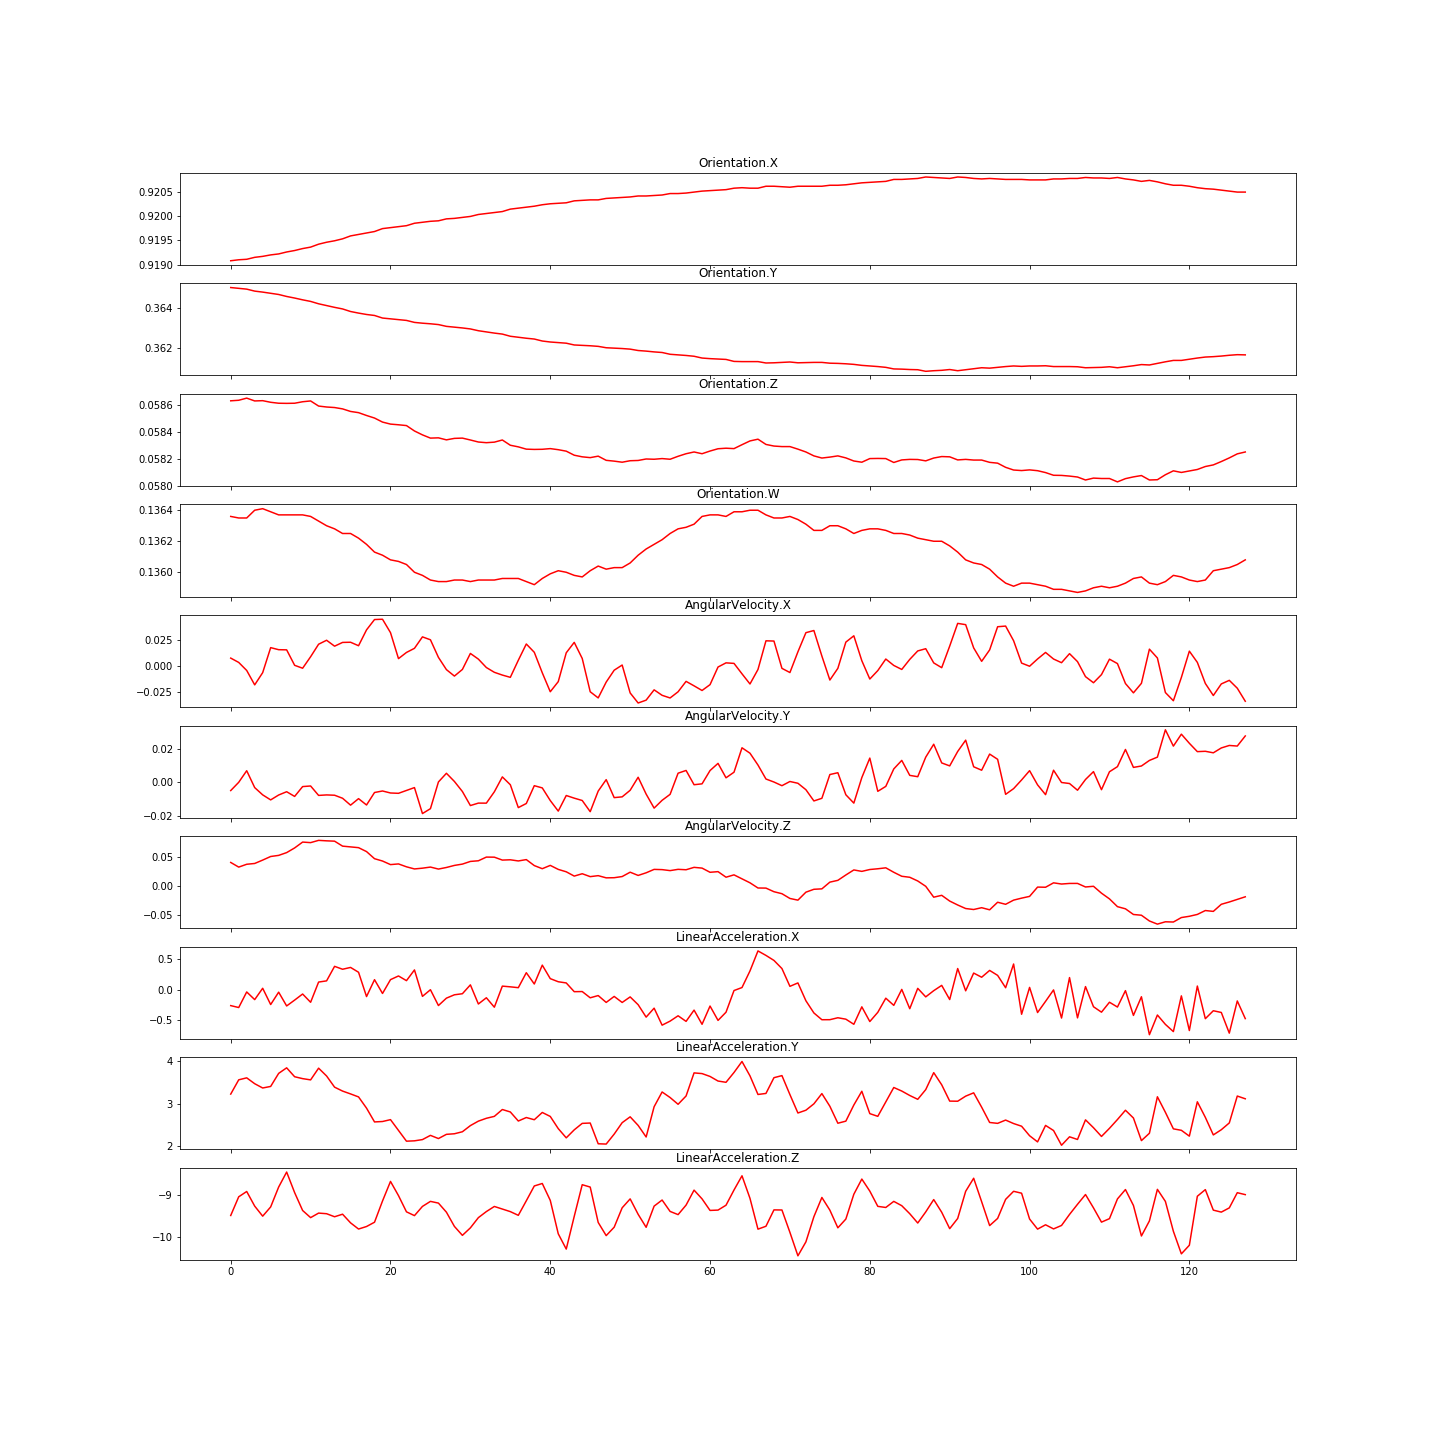 Orientation.X
0.9205
0.9200
0.9195
0.9190
Orientation.Y
0.364
0.362
Orientation.Z
0.0586
0.0584
0.0582
0.0580
Orientation.W
0.1364
0.1362
0.1360
AngularVelocity.X
0.025
0.000
−0.025
AngularVelocity.Y
0.02
0.00
−0.02
AngularVelocity.Z
0.05
0.00
−0.05
LinearAcceleration.X
0.5
0.0
−0.5
LinearAcceleration.Y
4
3
2
LinearAcceleration.Z
−9
−10
0 20 40 60 80 100 120